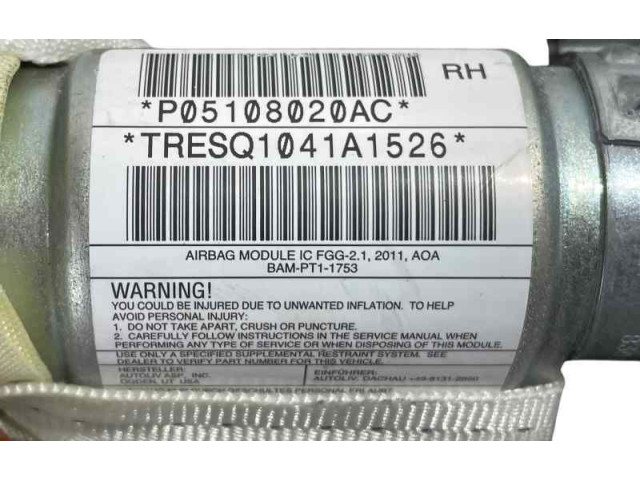 RH
*P05108020AC*
*TRESQ1041A1526*
AIRBAG MODULE IC FGG-2.1, 2011, AOA
BAM-PT1-1753
WARNING!
YOU COULD BE INJURED DUE TO UNWANTED INFLATION. TO HELP
AVOID PERSONAL INJURY:
1. DO NOT TAKE APART, CRUSH OR PUNCTURE.
2. CAREFULLY FOLLOW INSTRUCTIONS IN THE SERVICE MANUAL WHEN
PERFORMING ANY TYPE OF SERVICE OR WHEN DISPOSING OF THIS MODULE.
USE ONLY A SPECIFIED SUPPLEMENTAL RESTRAINT SYSTEM. SEE
DEALER TO VERIFY PART NUMBER FOR THIS VEHICLE.
HERSTELLER: EINFÜHRER:
AUTOLIV ASP, INC. AUTOLIV, DACHAU
OGDEN, UT USA
GESCHULTES PERSONAL ERLAUBT